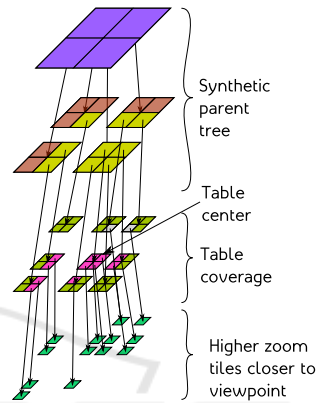 Synthetic
parent
tree
Table
center
Table
coverage
Higher zoom
tiles closer to
viewpoint